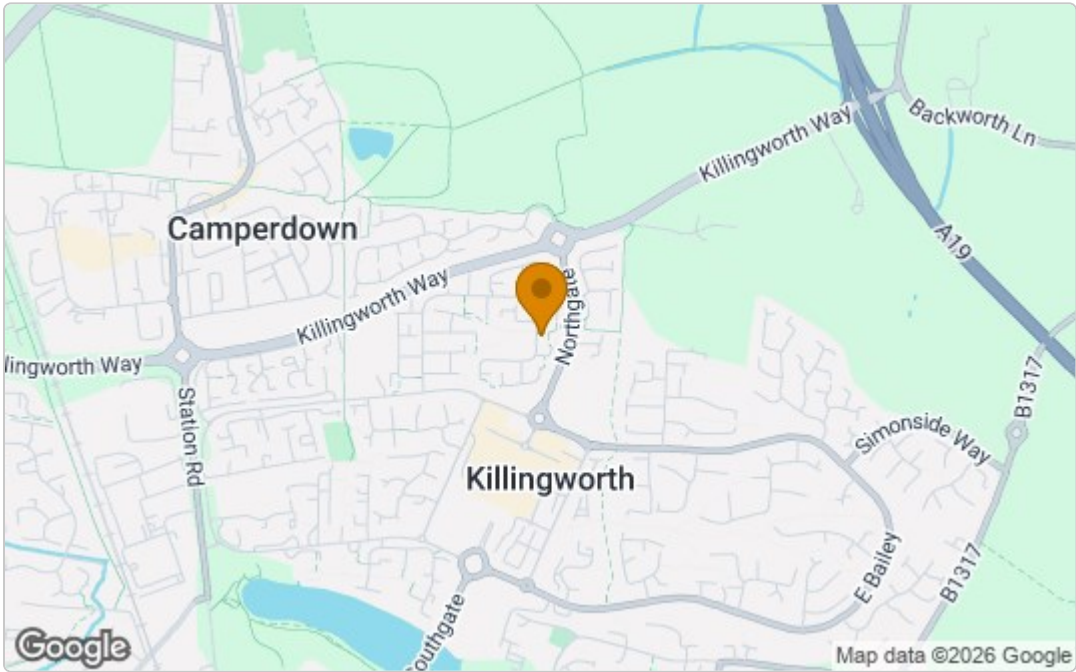 Killingworth Way
Backworth Ln
Camperdown
A19
Northgate
Killingworth Way
llingworth Way
B1317
Station Rd
Simonside Way
Killingworth
E Bailey
B1317
Southgate
Google
Map data ©2026 Google